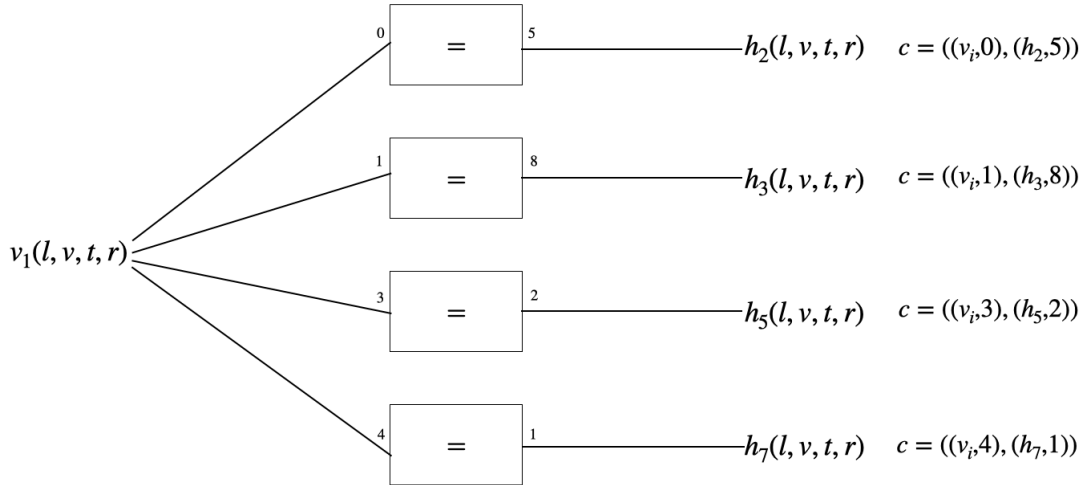 0 = 5 h₂(l, v, t, r) c = ((vᵢ,0), (h₂,5))
1 = 8 h₃(l, v, t, r) c = ((vᵢ,1), (h₃,8))
v₁(l, v, t, r)
3 = 2 h₅(l, v, t, r) c = ((vᵢ,3), (h₅,2))
4 = 1 h₇(l, v, t, r) c = ((vᵢ,4), (h₇,1))